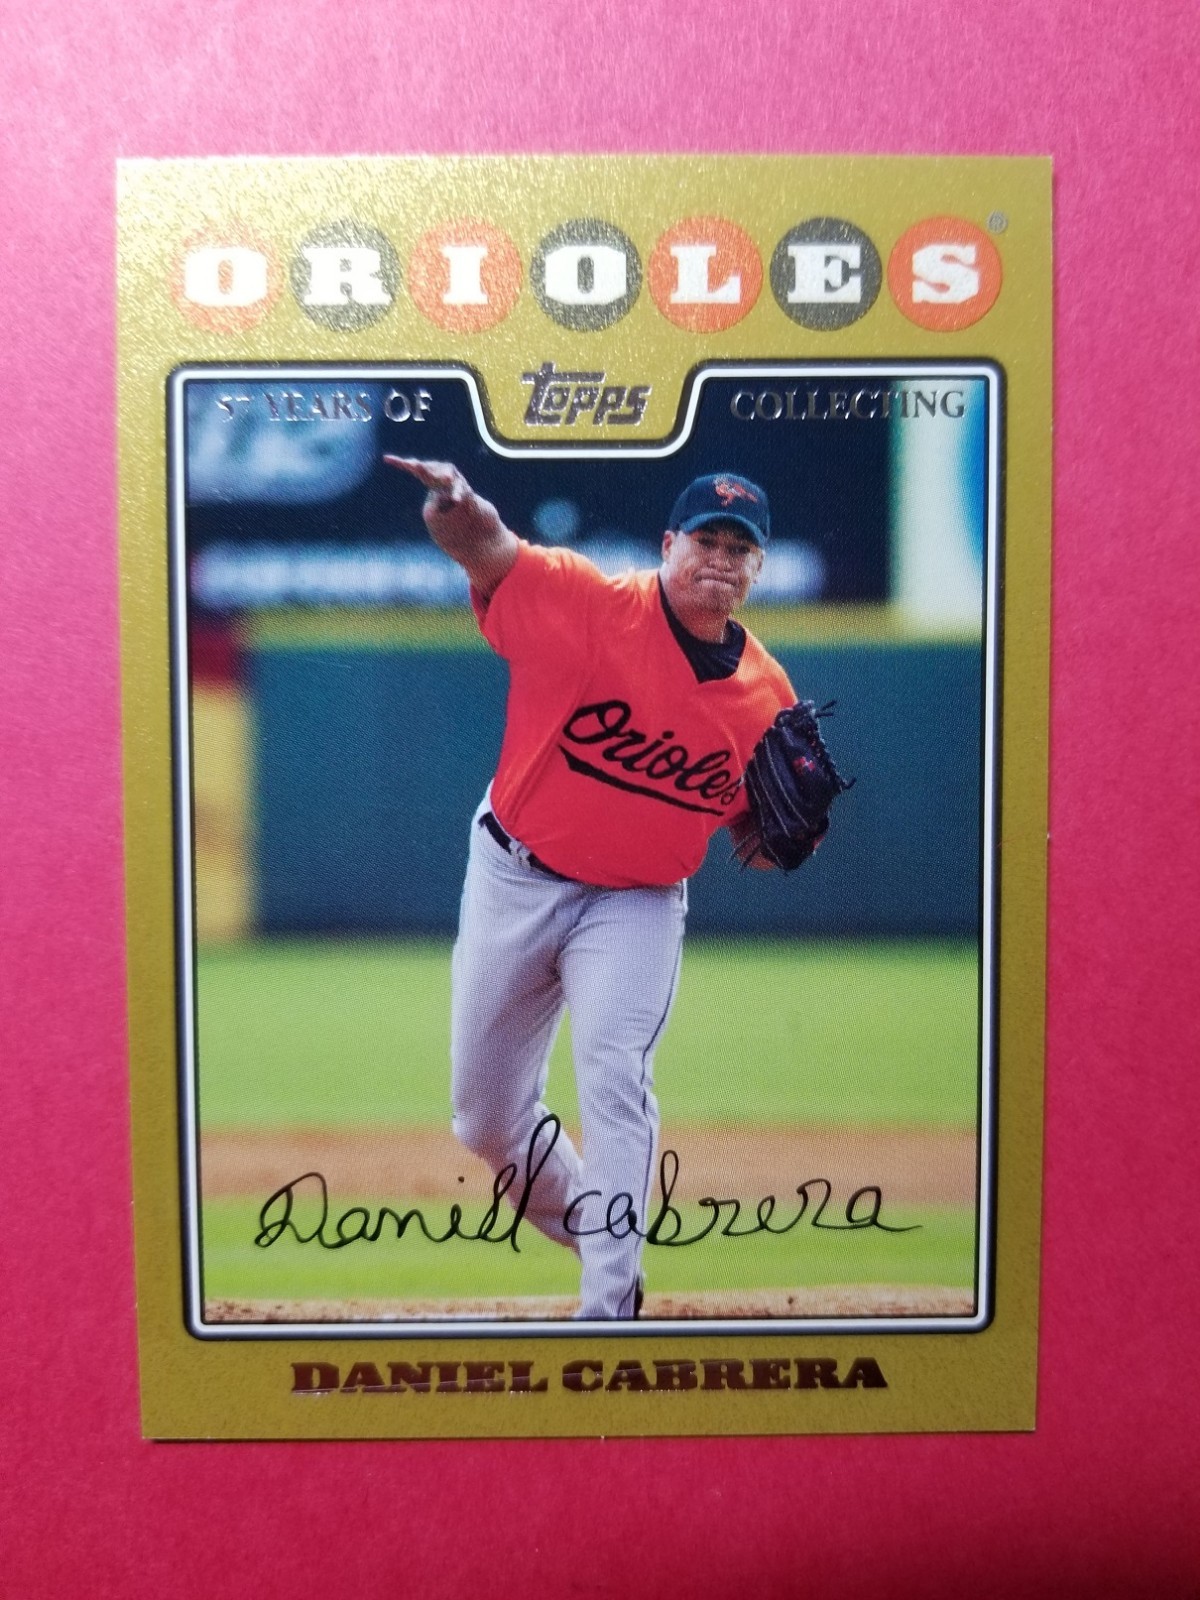 ORIOLES®
57 YEARS OF Topps COLLECTING
Orioles
Daniel Cabrera
DANIEL CABRERA